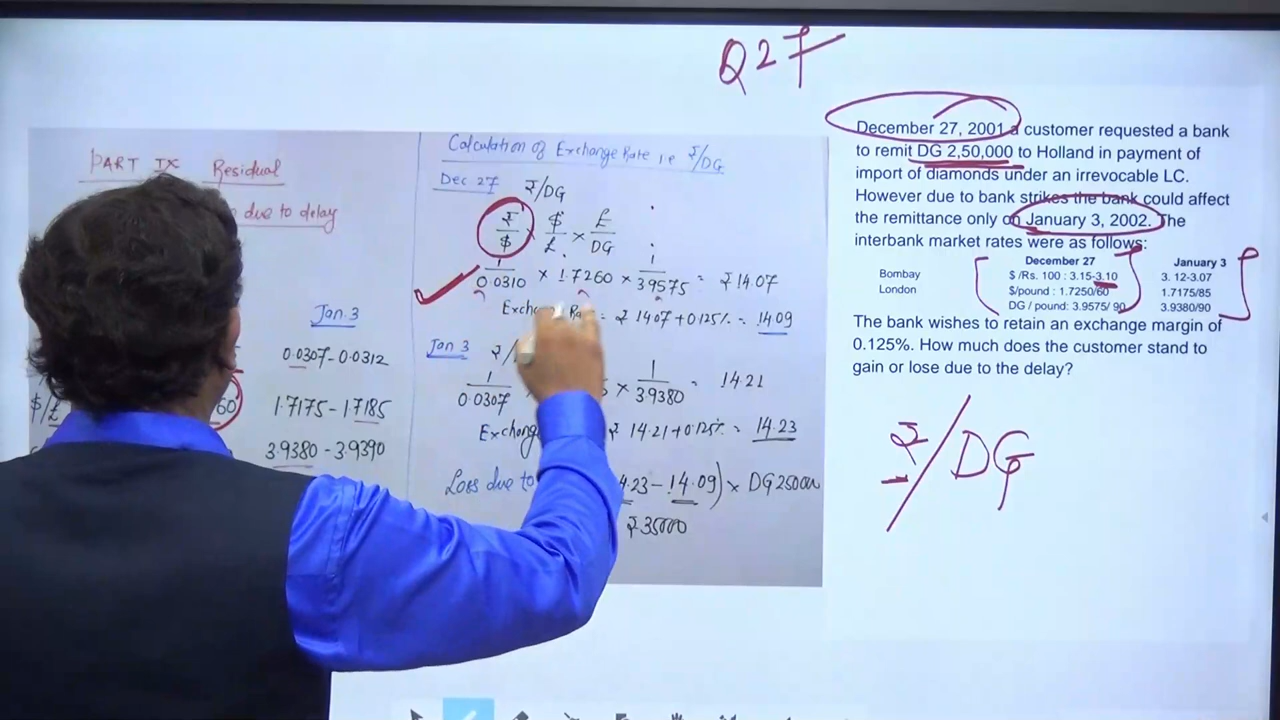 Q27
PART IX Residual
due to delay
Jan.3
0.0307-0.0312
$/£
60
1.7175-1.7185
3.9380-3.9390
Calculation of Exchange Rate i.e ₹/DG
Dec 27 ₹/DG
₹/$ × $/£ × £/DG
1/0.0310 × 1.7260 × 1/3.9575 = ₹14.07
= ₹ 14.07+0.125% = 14.09
Jan 3
1/0.0307 × 1/3.9380 = 14.21
₹ 14.21+0.125% = 14.23
Loss due to 4.23-14.09) × DG 250000
₹35000
December 27, 2001 a customer requested a bank
to remit DG 2,50,000 to Holland in payment of
import of diamonds under an irrevocable LC.
However due to bank strikes the bank could affect
the remittance only on January 3, 2002. The
interbank market rates were as follows:
December 27 January 3
Bombay $ /Rs. 100 : 3.15-3.10 3. 12-3.07
London $/pound : 1.7250/60 1.7175/85
DG / pound: 3.9575/ 90 3.9380/90
The bank wishes to retain an exchange margin of
0.125%. How much does the customer stand to
gain or lose due to the delay?
₹/DG